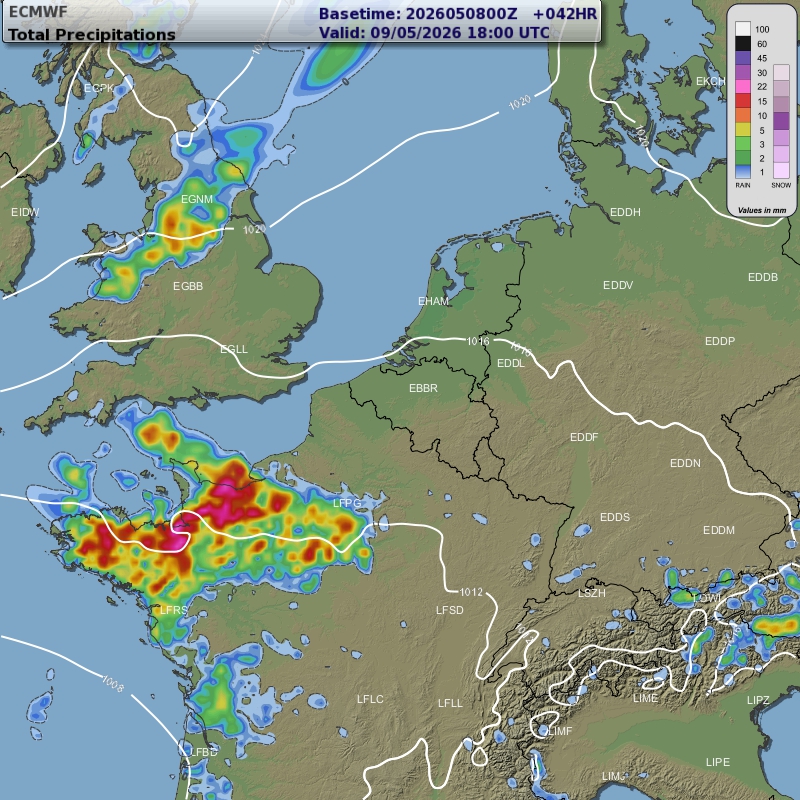 ECMWF
Basetime: 2026050800Z +042HR
Total Precipitations
Valid: 09/05/2026 18:00 UTC
100
60
45
30
22
15
10
5
3
2
1
RAIN
SNOW
Values in mm
ECPK
EKCH
1020
1020
EIDW
EGNM
EDDH
1020
EGBB
EDDV
EDDB
EHAM
EGLL
1016
1016
EDDP
EDDL
EBBR
EDDF
EDDN
LFPG
EDDS
EDDM
1012
LSZH
LOWI
LFRS
LFSD
1008
LFLC
LFLL
LIME
LIPZ
LIMF
LFBD
LIPE
LIMJ